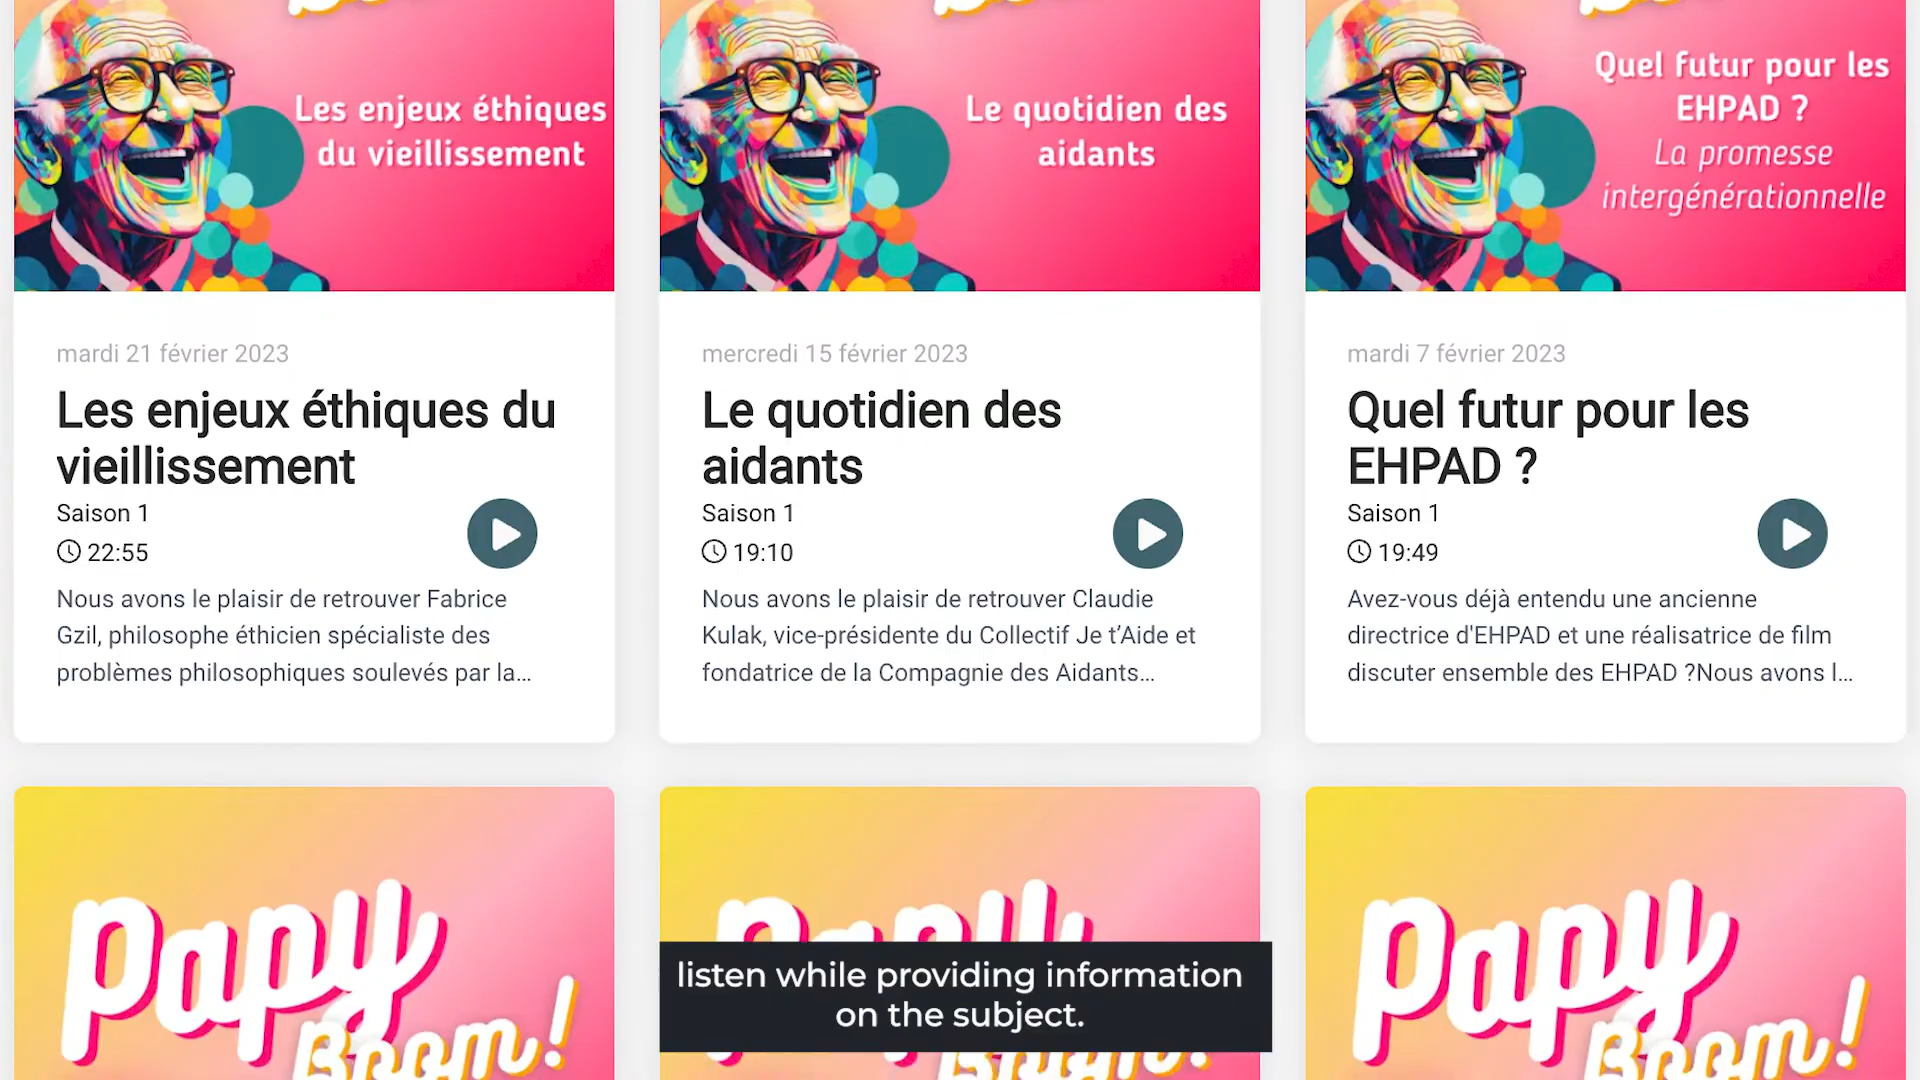 Les enjeux éthiques
du vieillissement
mardi 21 février 2023
Les enjeux éthiques du
vieillissement
Saison 1
22:55
Nous avons le plaisir de retrouver Fabrice
Gzil, philosophe éthicien spécialiste des
problèmes philosophiques soulevés par la...
Le quotidien des
aidants
mercredi 15 février 2023
Le quotidien des
aidants
Saison 1
19:10
Nous avons le plaisir de retrouver Claudie
Kulak, vice-présidente du Collectif Je t’Aide et
fondatrice de la Compagnie des Aidants...
Quel futur pour les
EHPAD ?
La promesse
intergénérationnelle
mardi 7 février 2023
Quel futur pour les
EHPAD ?
Saison 1
19:49
Avez-vous déjà entendu une ancienne
directrice d'EHPAD et une réalisatrice de film
discuter ensemble des EHPAD ?Nous avons l...
Papy
Boom!
Papy
Boom!
listen while providing information
on the subject.
Papy
Boom!